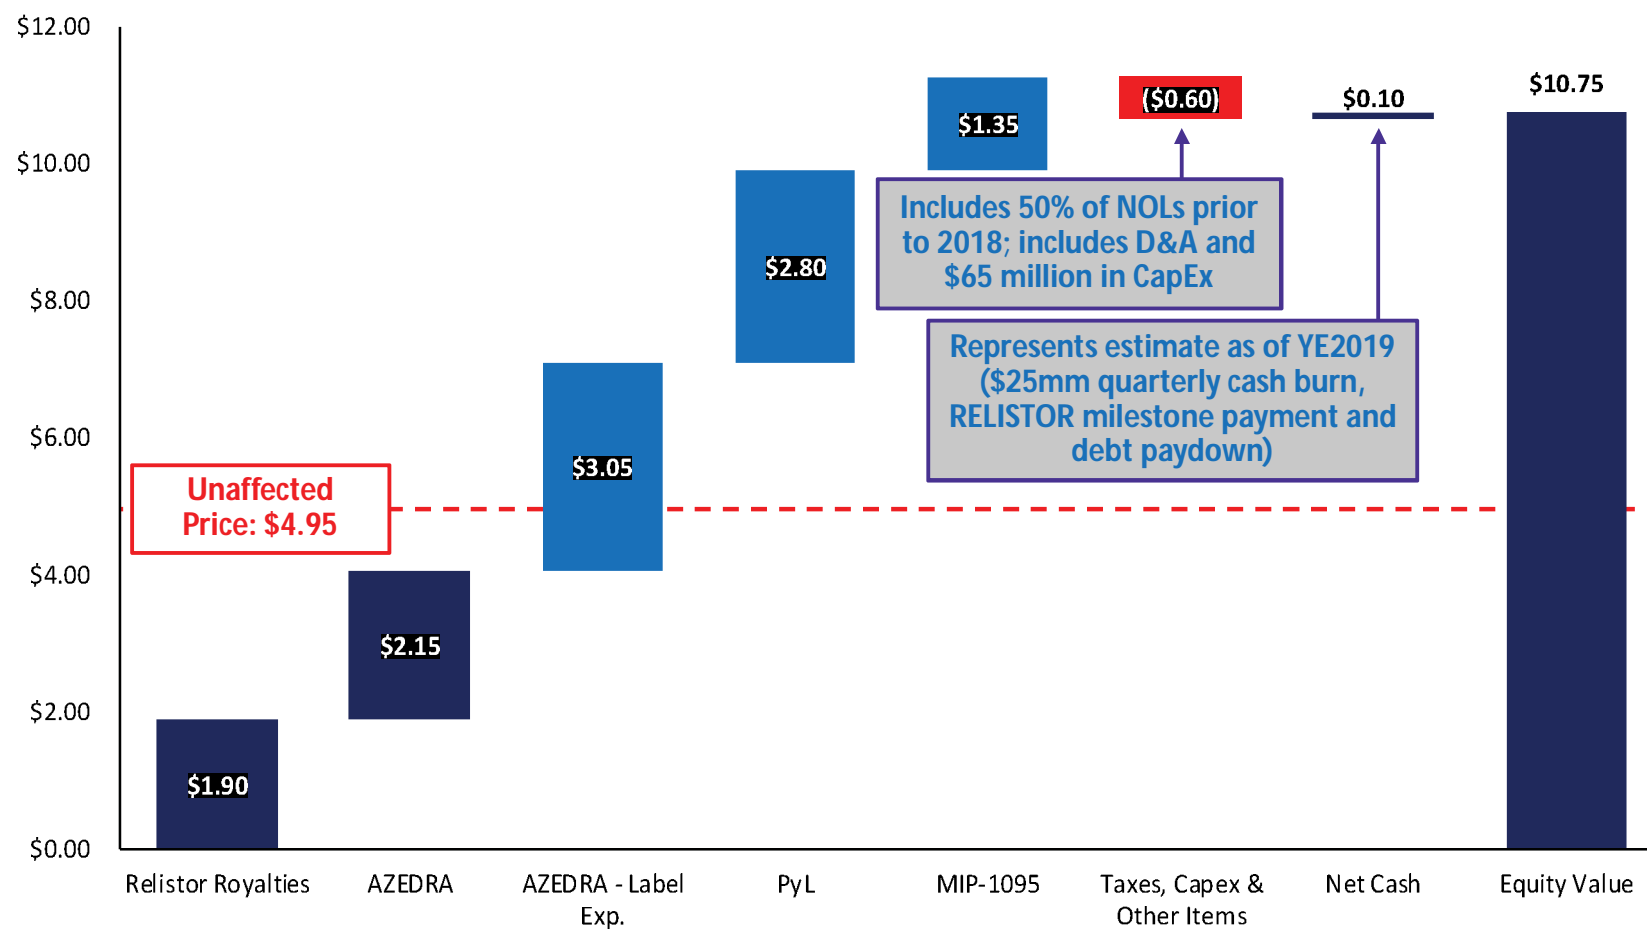 $12.00
$10.00
$8.00
$6.00
$4.00
$2.00
$0.00
$1.90
$2.15
$3.05
$2.80
$1.35
($0.60)
$0.10
$10.75
Includes 50% of NOLs prior
to 2018; includes D&A and
$65 million in CapEx
Represents estimate as of YE2019
($25mm quarterly cash burn,
RELISTOR milestone payment and
debt paydown)
Unaffected
Price: $4.95
Relistor Royalties
AZEDRA
AZEDRA - Label
Exp.
PyL
MIP-1095
Taxes, Capex &
Other Items
Net Cash
Equity Value